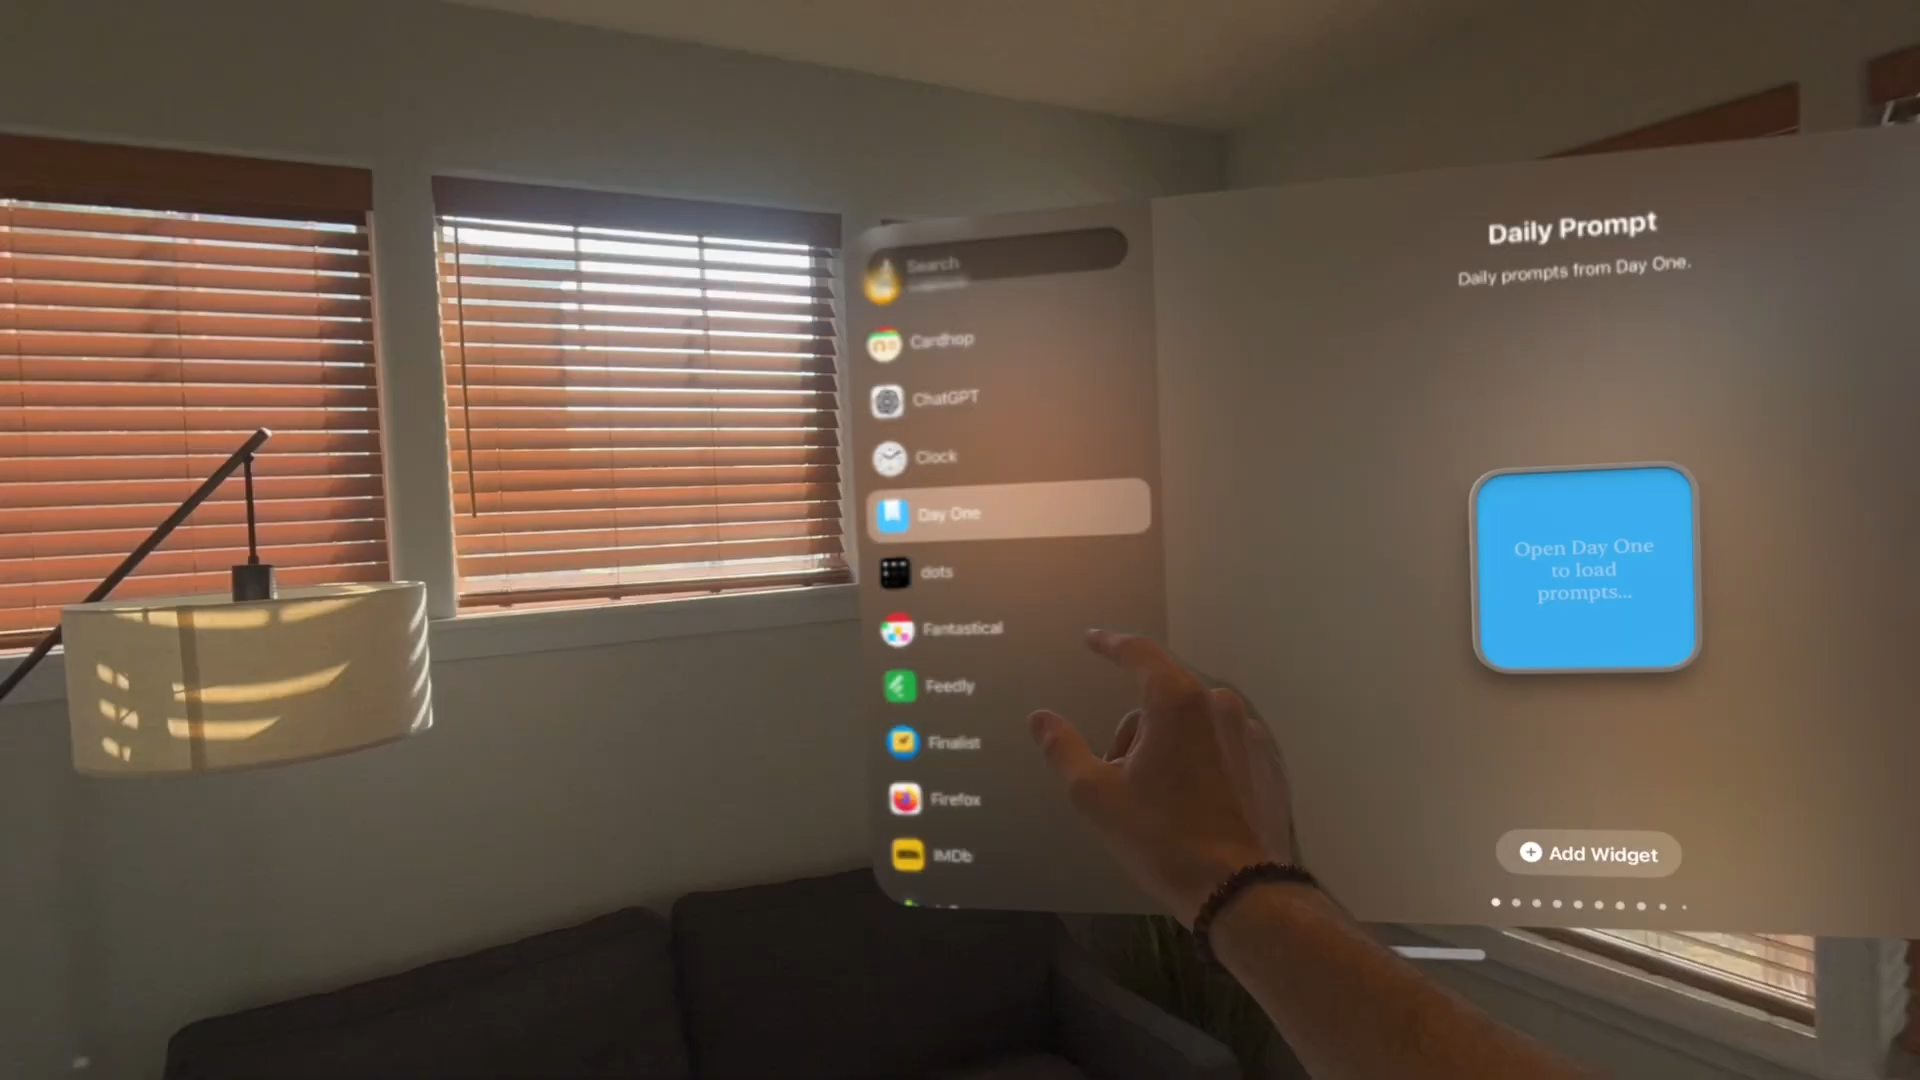 Search
Cardhop
ChatGPT
Clock
Day One
dots
Fantastical
Feedly
Finalist
Firefox
IMDb
Daily Prompt
Daily prompts from Day One.
Open Day One
to load
prompts...
Add Widget